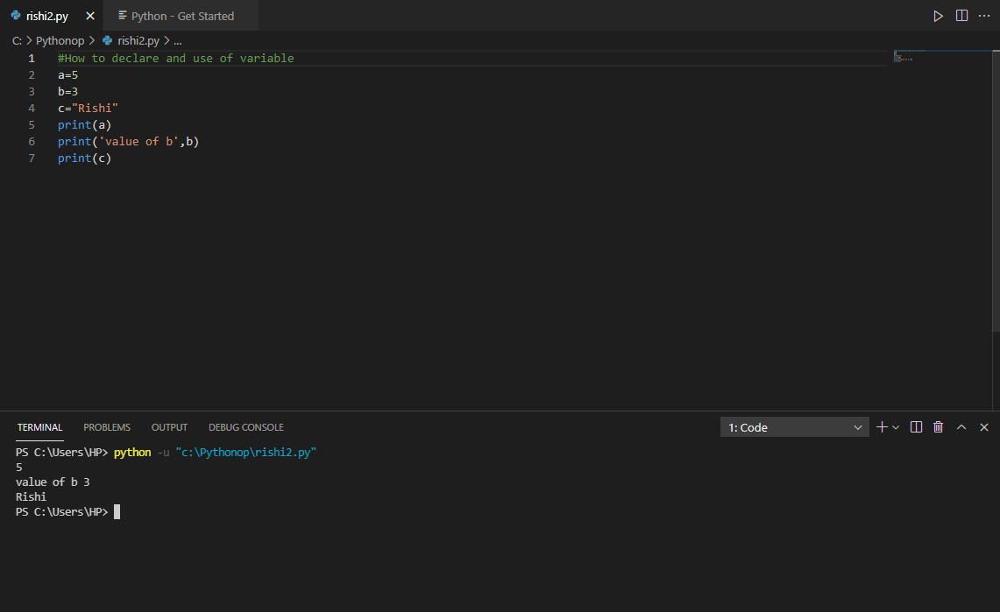 rishi2.py Python - Get Started
C: > Pythonop > rishi2.py > ...
1 #How to declare and use of variable
2 a=5
3 b=3
4 c="Rishi"
5 print(a)
6 print('value of b',b)
7 print(c)
TERMINAL PROBLEMS OUTPUT DEBUG CONSOLE 1: Code
PS C:\Users\HP> python -u "c:\Pythonop\rishi2.py"
5
value of b 3
Rishi
PS C:\Users\HP>